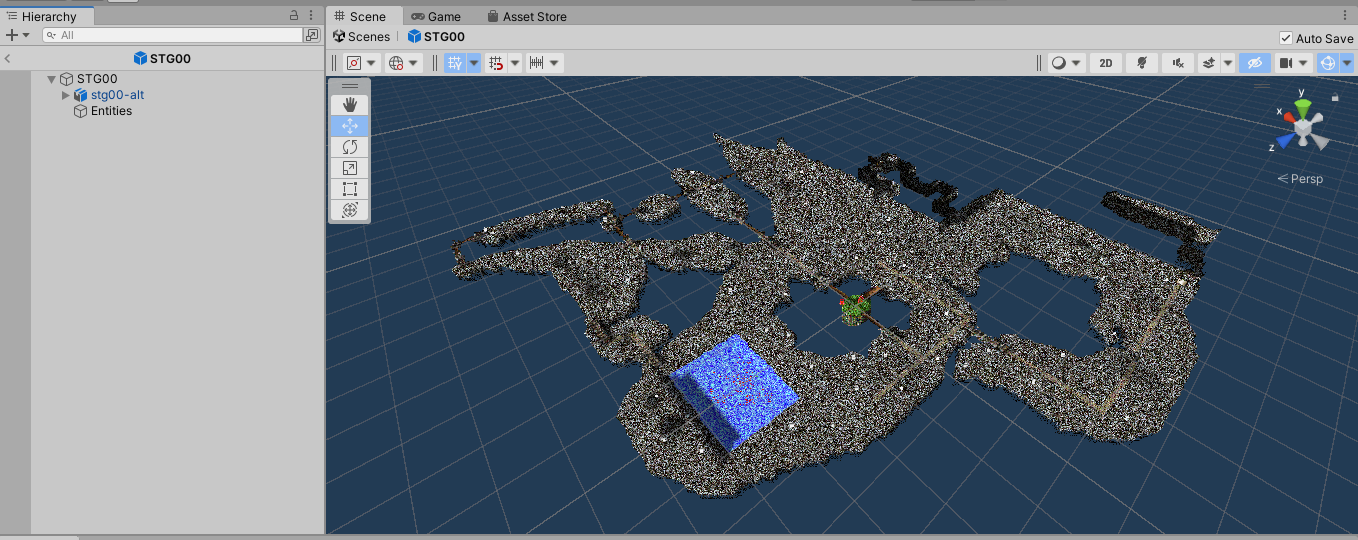 Hierarchy
All
STG00
STG00
stg00-alt
Entities
Scene Game Asset Store
Scenes STG00 Auto Save
2D
y
x
z
Persp